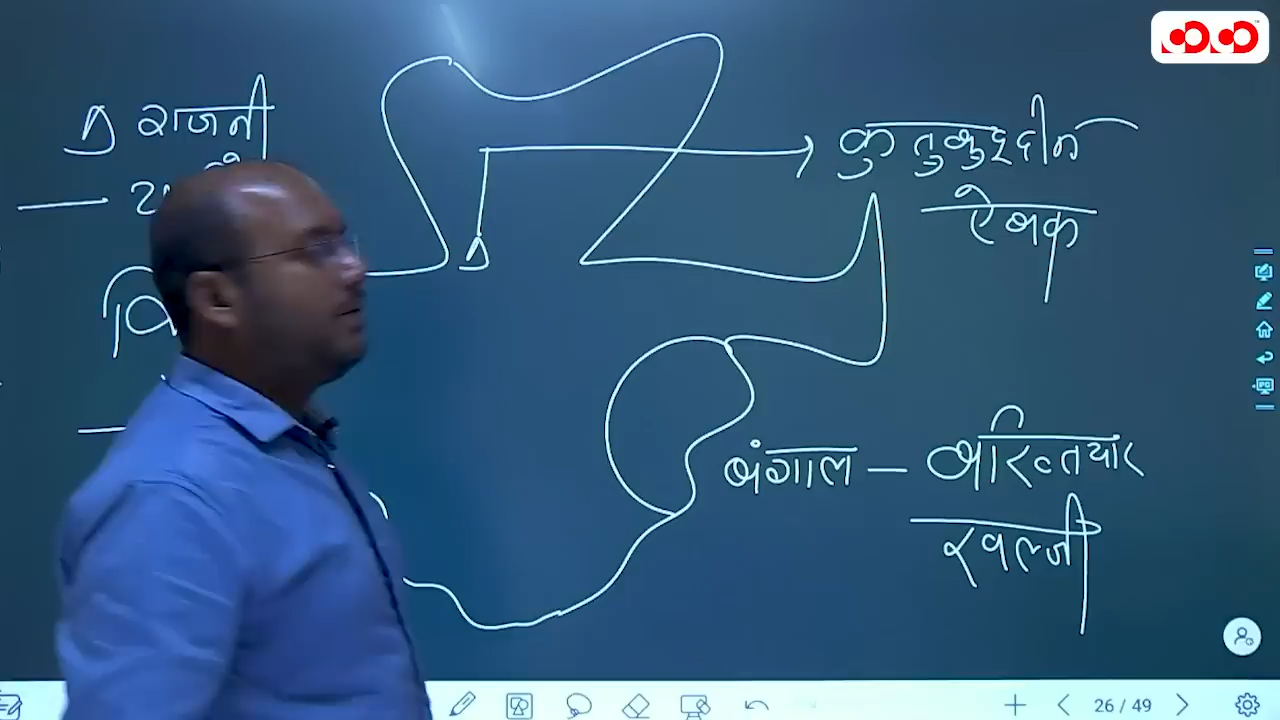 राजनी
कुतुबुद्दीन
ऐबक
बंगाल — बख्तियार
खल्जी
26 / 49